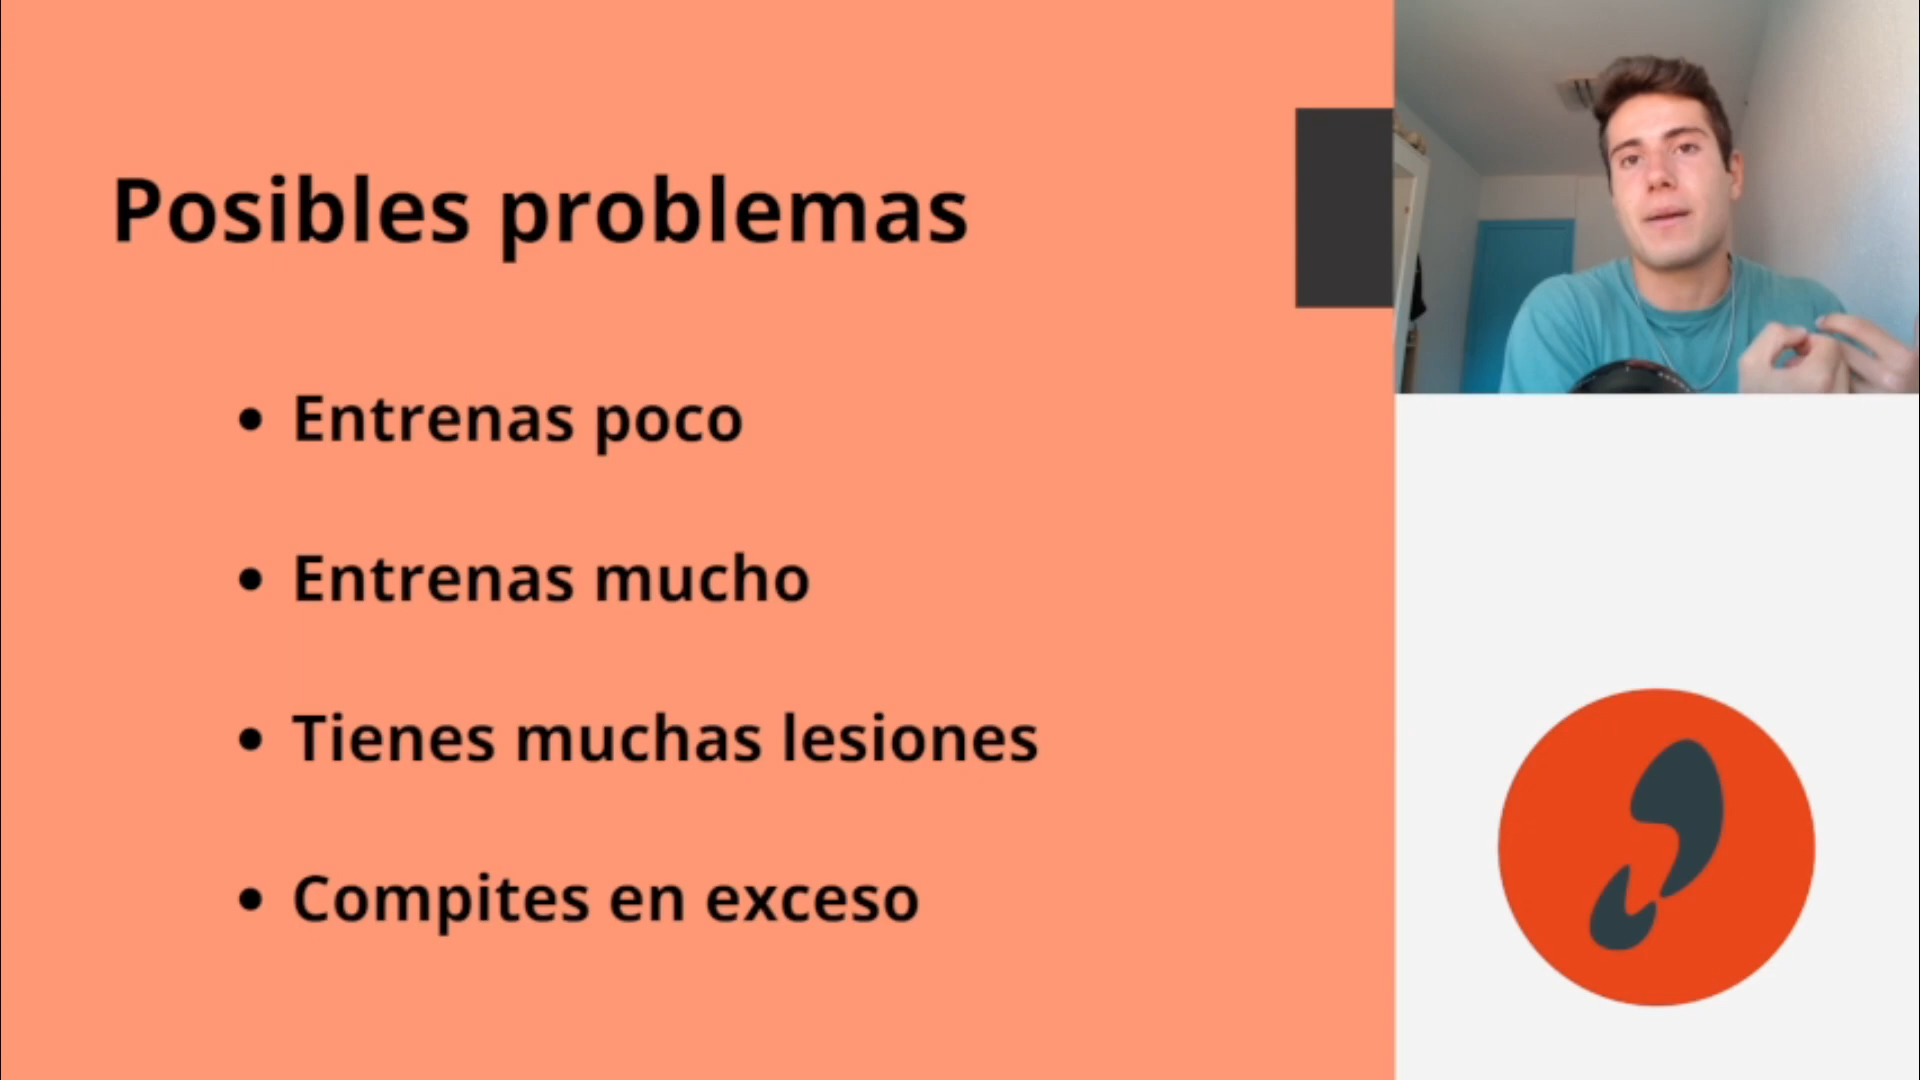 Posibles problemas
Entrenas poco
Entrenas mucho
Tienes muchas lesiones
Compites en exceso